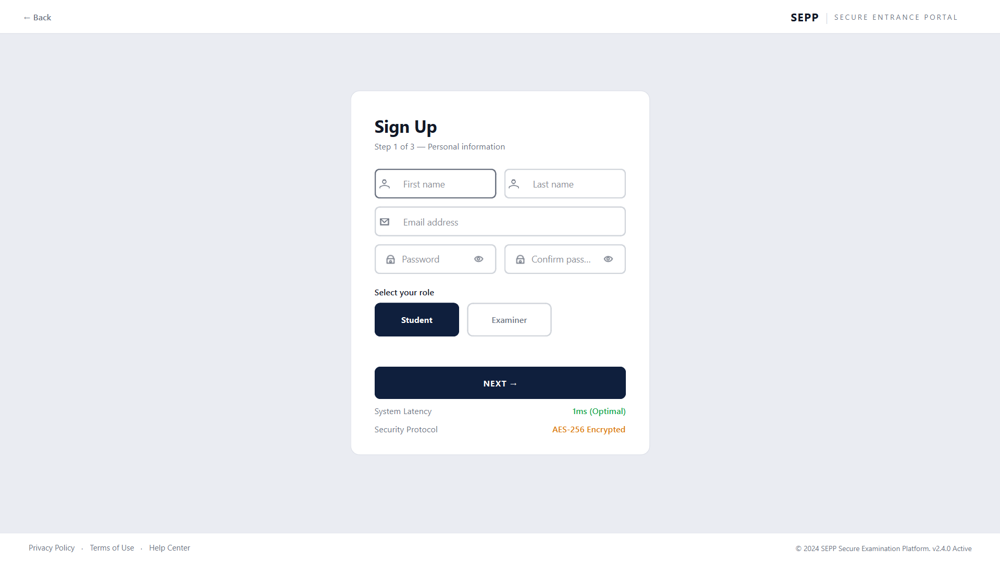 ← Back
SEPP | SECURE ENTRANCE PORTAL
Sign Up
Step 1 of 3 — Personal information
First name
Last name
Email address
Password
Confirm pass...
Select your role
Student
Examiner
NEXT →
System Latency 1ms (Optimal)
Security Protocol AES-256 Encrypted
Privacy Policy · Terms of Use · Help Center
© 2024 SEPP Secure Examination Platform. v2.4.0 Active